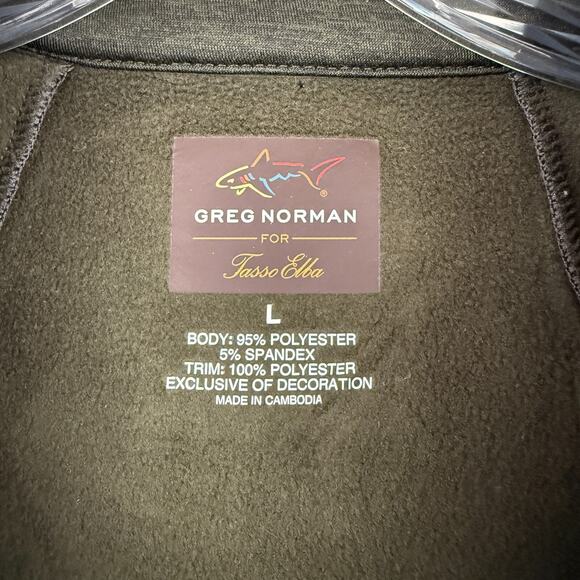 ®
GREG NORMAN
FOR
Tasso Elba
L
BODY: 95% POLYESTER
5% SPANDEX
TRIM: 100% POLYESTER
EXCLUSIVE OF DECORATION
MADE IN CAMBODIA